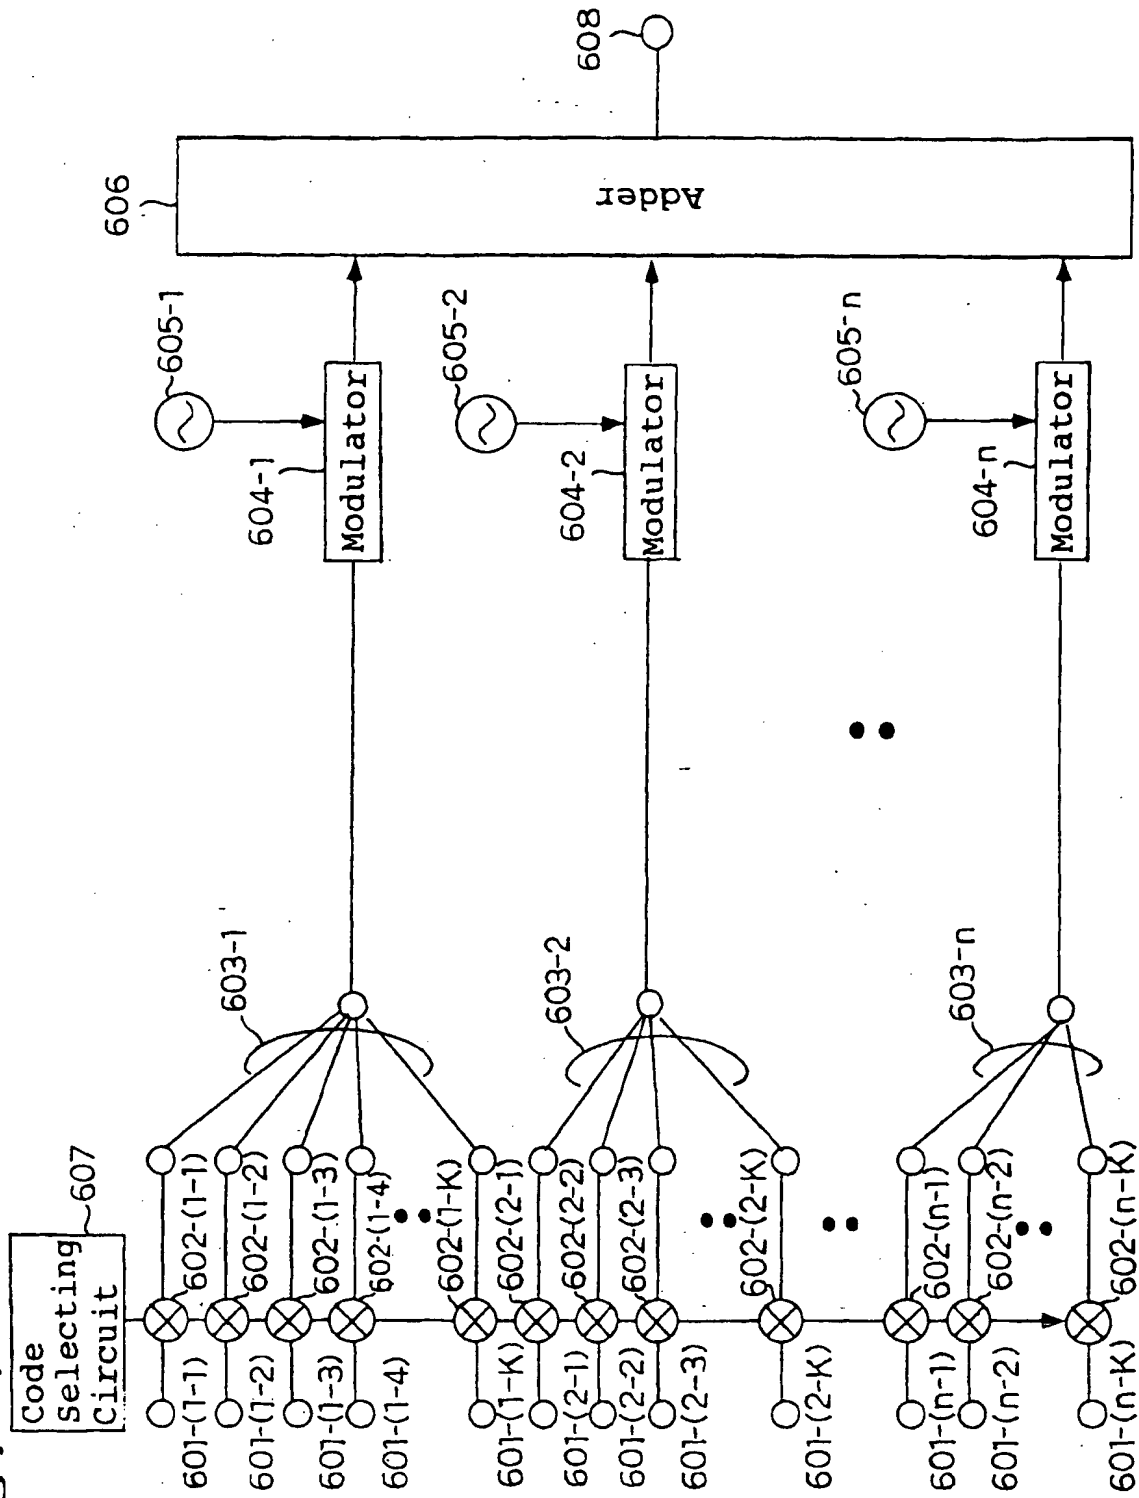 Code
Selecting
Circuit
607
601-(1-1)
601-(1-2)
601-(1-3)
601-(1-4)
601-(1-K)
601-(2-1)
601-(2-2)
601-(2-3)
601-(2-K)
601-(n-1)
601-(n-2)
601-(n-K)
602-(1-1)
602-(1-2)
602-(1-3)
602-(1-4)
602-(1-K)
602-(2-1)
602-(2-2)
602-(2-3)
602-(2-K)
602-(n-1)
602-(n-2)
602-(n-K)
603-1
603-2
603-n
604-1
Modulator
605-1
604-2
Modulator
605-2
604-n
Modulator
605-n
606
Adder
608